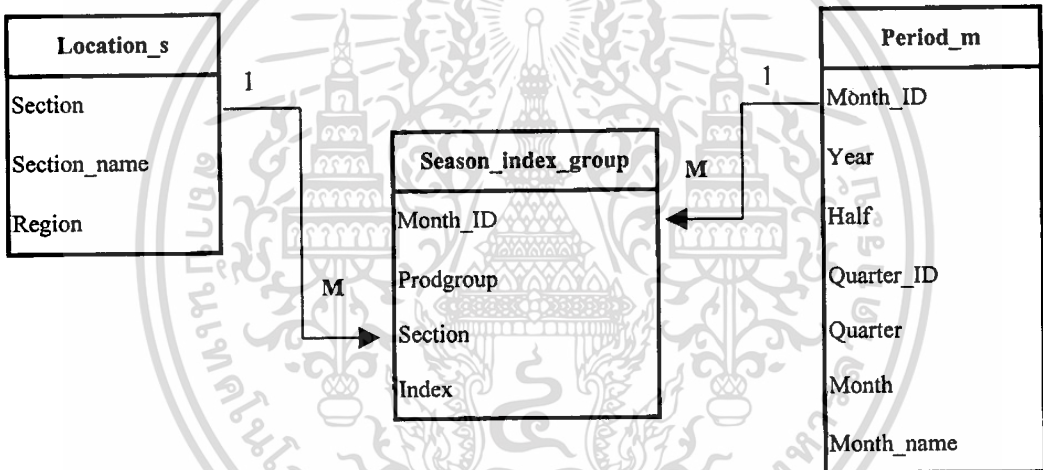 Location_s
Section
Section_name
Region
1
M
Season_index_group
Month_ID
Prodgroup
Section
Index
1
M
Period_m
Month_ID
Year
Half
Quarter_ID
Quarter
Month
Month_name